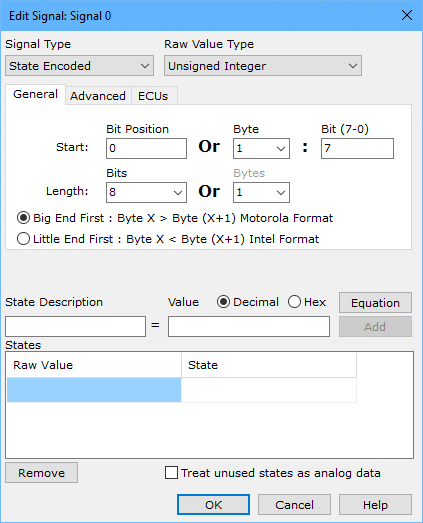 Edit Signal: Signal 0
Signal Type Raw Value Type
State Encoded Unsigned Integer
General Advanced ECUs
Bit Position Byte Bit (7-0)
Start: 0 Or 1 : 7
Bits Bytes
Length: 8 Or 1
Big End First : Byte X > Byte (X+1) Motorola Format
Little End First : Byte X < Byte (X+1) Intel Format
State Description Value Decimal Hex Equation
= Add
States
Raw Value State
Remove Treat unused states as analog data
OK Cancel Help